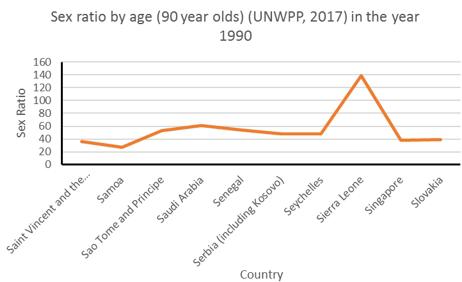 Sex ratio by age (90 year olds) (UNWPP, 2017) in the year
1990
160
140
120
100
80
60
40
20
0
Sex Ratio
Saint Vincent and the...
Samoa
Sao Tome and Principe
Saudi Arabia
Senegal
Serbia (including Kosovo)
Seychelles
Sierra Leone
Singapore
Slovakia
Country